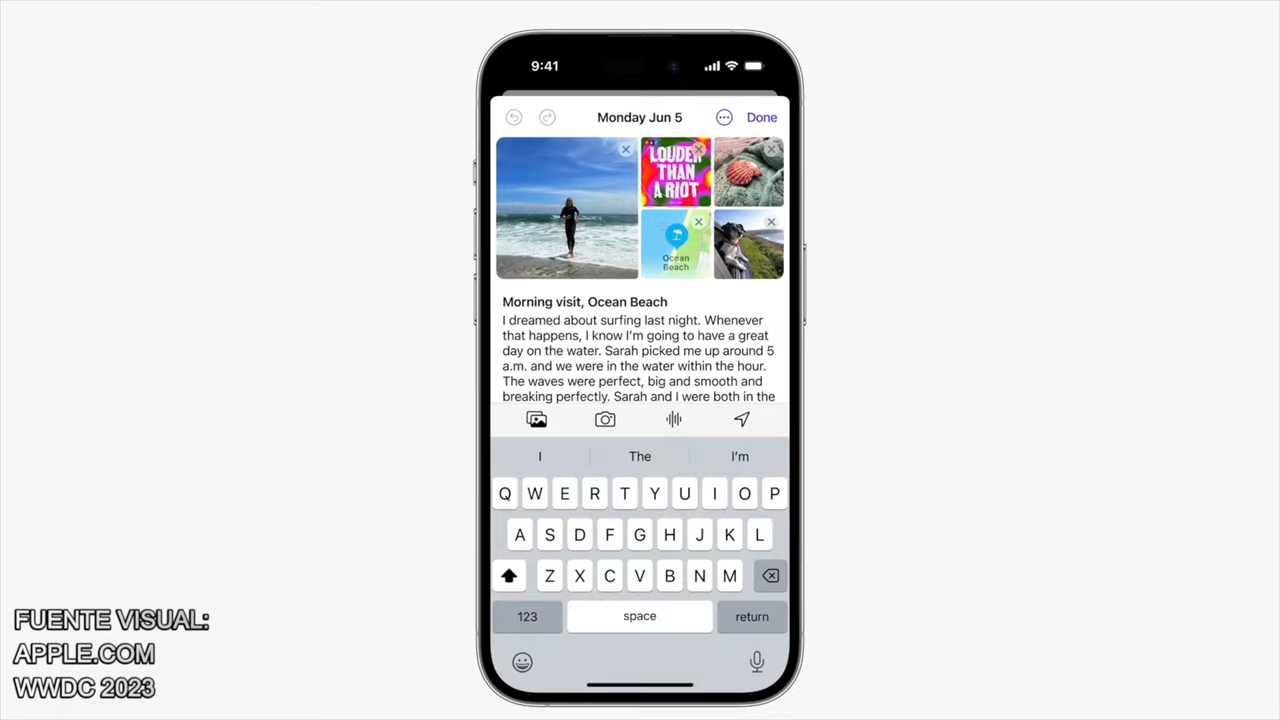 9:41
Monday Jun 5
Done
LOUDER
THAN
A RIOT
Ocean
Beach
Morning visit, Ocean Beach
I dreamed about surfing last night. Whenever
that happens, I know I'm going to have a great
day on the water. Sarah picked me up around 5
a.m. and we were in the water within the hour.
The waves were perfect, big and smooth and
breaking perfectly. Sarah and I were both in the
I
The
I'm
Q W E R T Y U I O P
A S D F G H J K L
Z X C V B N M
123
space
return
FUENTE VISUAL:
APPLE.COM
WWDC 2023